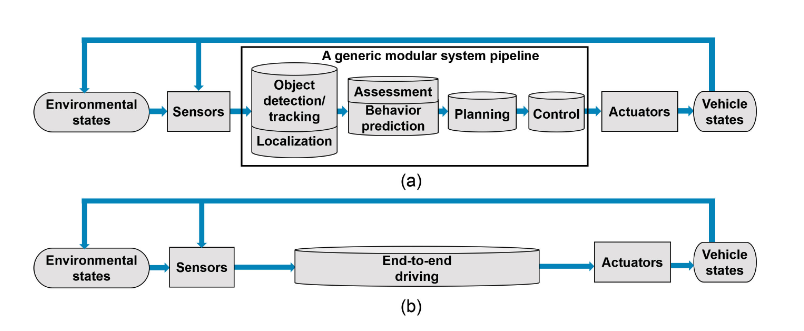 A generic modular system pipeline
Environmental
states
Sensors
Object
detection/
tracking
Localization
Assessment
Behavior
prediction
Planning
Control
Actuators
Vehicle
states
(a)
Environmental
states
Sensors
End-to-end
driving
Actuators
Vehicle
states
(b)